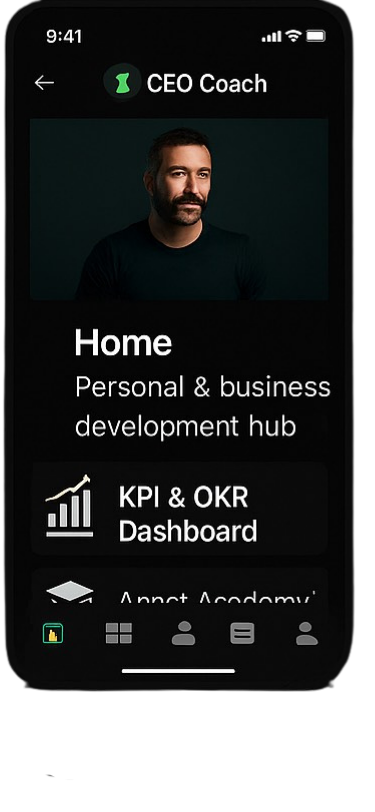 9:41
CEO Coach
Home
Personal & business
development hub
KPI & OKR
Dashboard